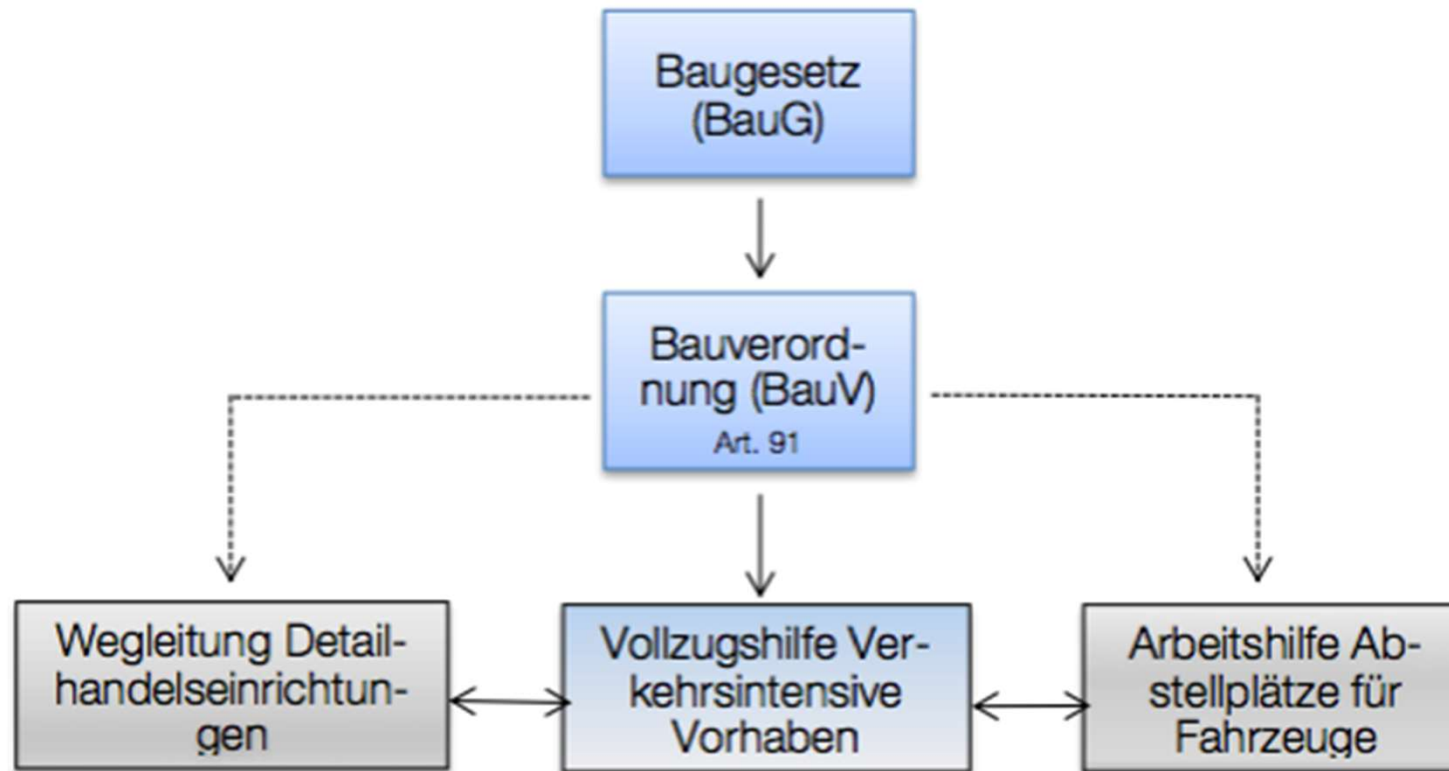 Baugesetz
(BauG)
Bauverord-
nung (BauV)
Art. 91
Wegleitung Detail-
handelseinrichtun-
gen
Vollzugshilfe Ver-
kehrsintensive
Vorhaben
Arbeitshilfe Ab-
stellplätze für
Fahrzeuge